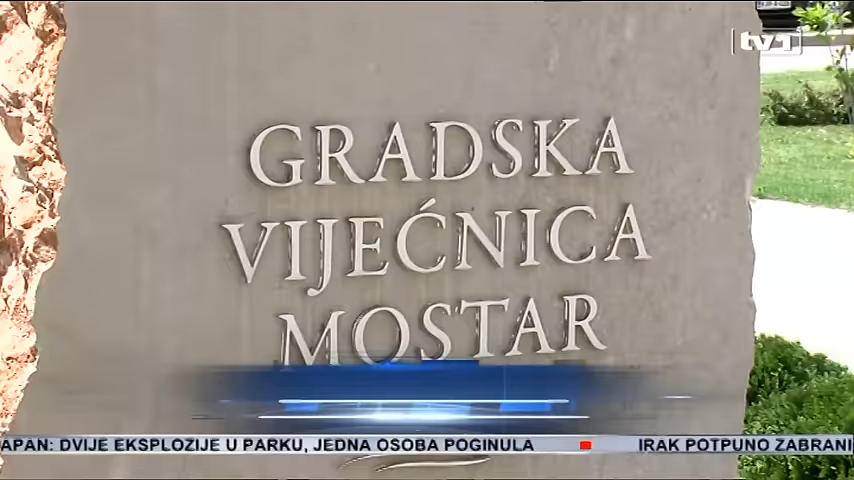 tv1
GRADSKA
VIJEĆNICA
MOSTAR
APAN: DVIJE EKSPLOZIJE U PARKU, JEDNA OSOBA POGINULA
IRAK POTPUNO ZABRANI